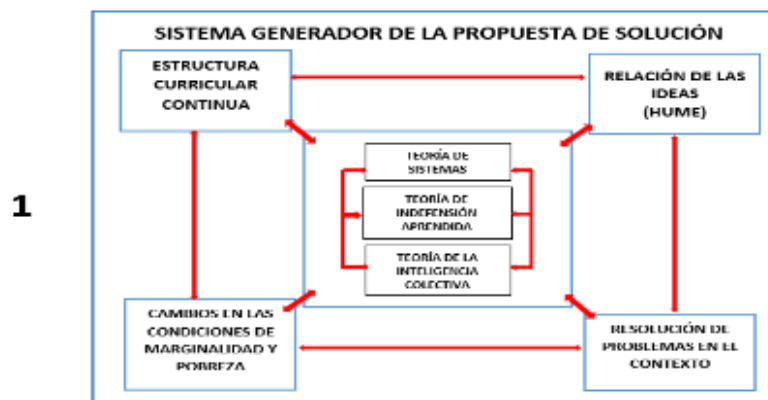 SISTEMA GENERADOR DE LA PROPUESTA DE SOLUCIÓN
ESTRUCTURA
CURRICULAR
CONTINUA
RELACIÓN DE LAS
IDEAS
(HUME)
TEORÍA DE
SISTEMAS
TEORÍA DE
INDEFENSIÓN
APRENDIDA
TEORÍA DE LA
INTELIGENCIA
COLECTIVA
1
CAMBIOS EN LAS
CONDICIONES DE
MARGINALIDAD Y
POBREZA
RESOLUCIÓN DE
PROBLEMAS EN EL
CONTEXTO